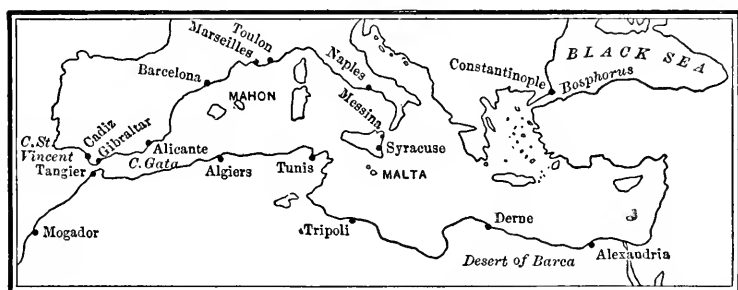 Toulon
Marseilles
Naples
Constantinople
BLACK SEA
Bosphorus
Barcelona
MAHON
Messina
Cadiz
Gibraltar
C. St
Vincent
Alicante
C. Gata
Tangier
Algiers
Tunis
Syracuse
MALTA
Mogador
Tripoli
Derne
Desert of Barca
Alexandria